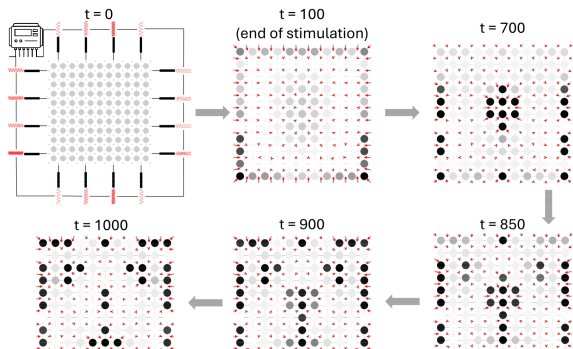 t = 0
t = 100
(end of stimulation)
t = 700
t = 1000
t = 900
t = 850